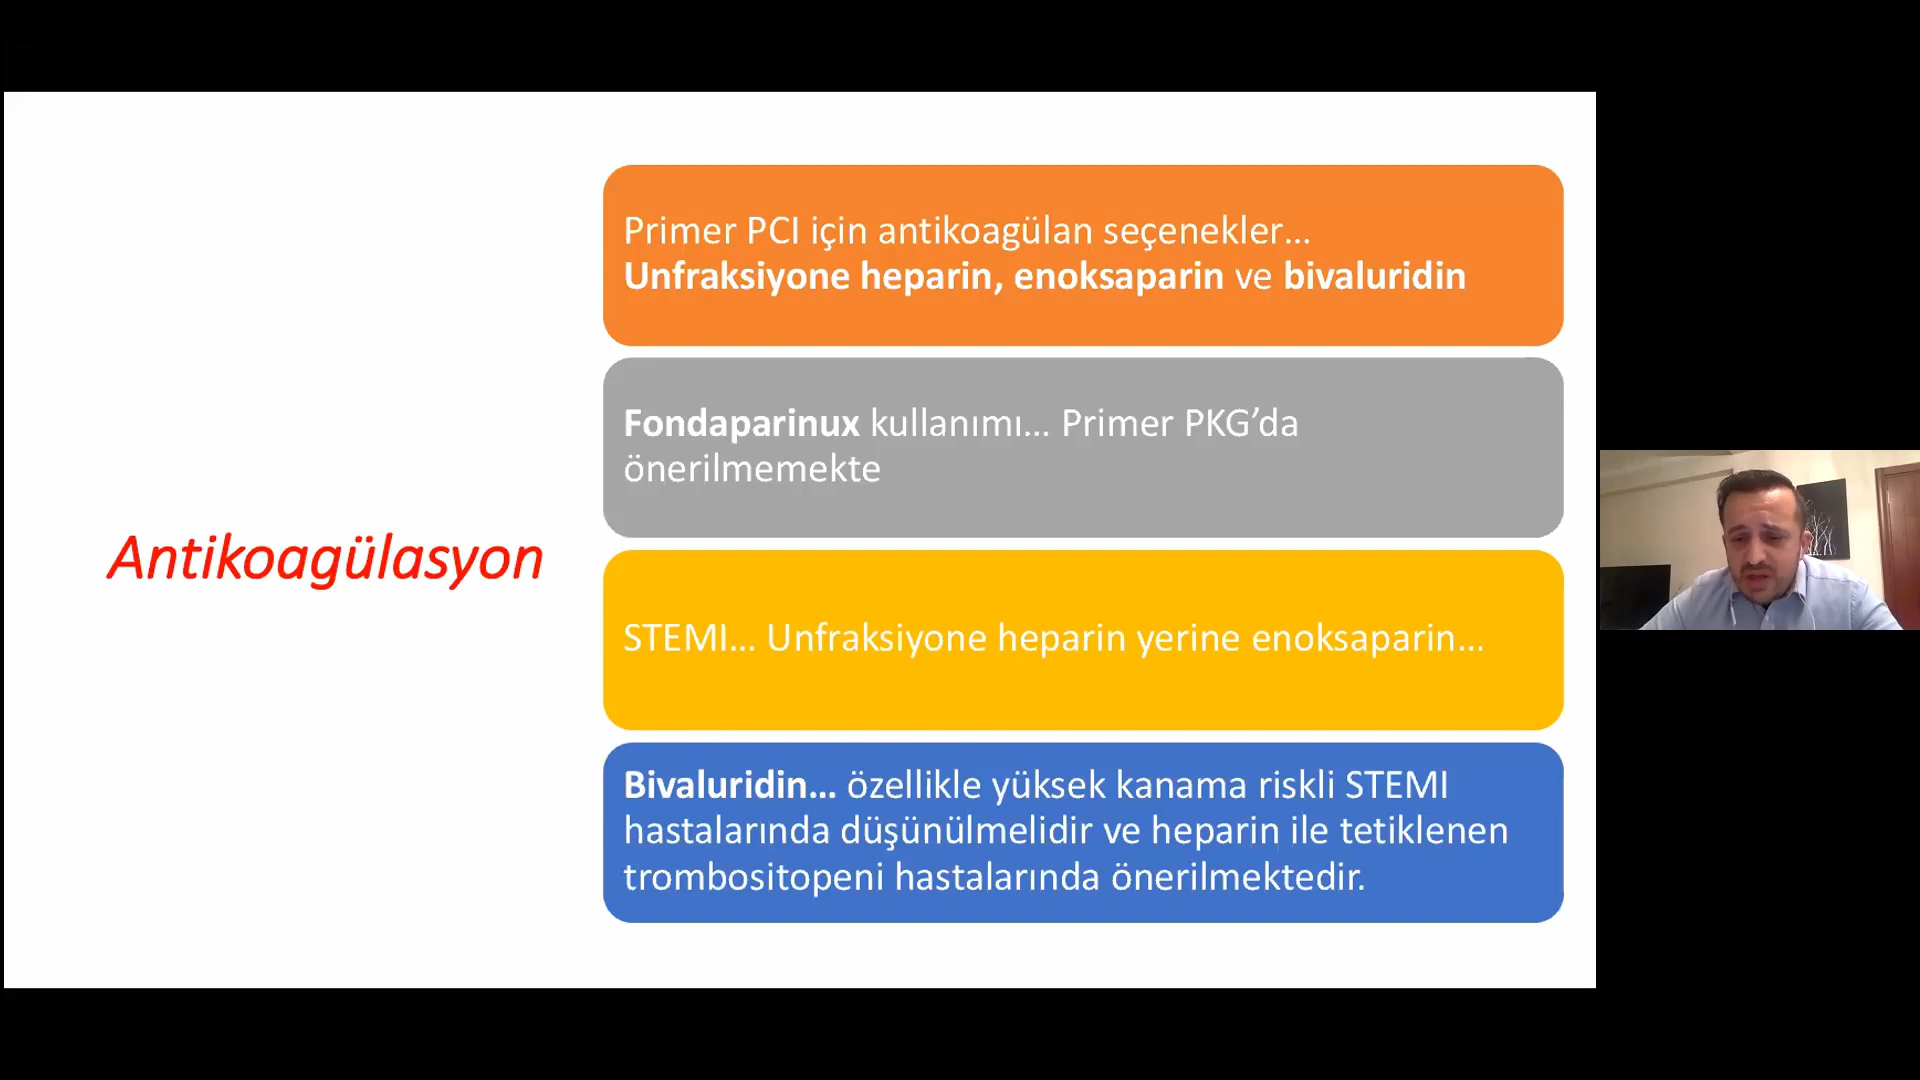 Antikoagülasyon
Primer PCI için antikoagülan seçenekler...
Unfraksiyone heparin, enoksaparin ve bivaluridin
Fondaparinux kullanımı... Primer PKG’da
önerilmemekte
STEMI... Unfraksiyone heparin yerine enoksaparin...
Bivaluridin... özellikle yüksek kanama riskli STEMI
hastalarında düşünülmelidir ve heparin ile tetiklenen
trombositopeni hastalarında önerilmektedir.